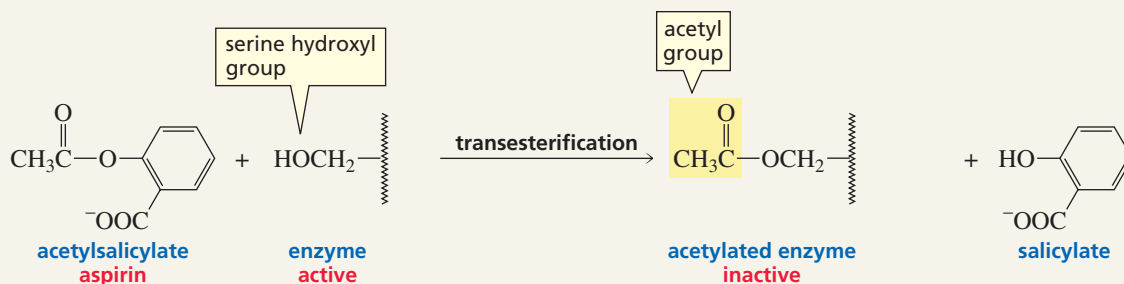 serine hydroxyl
group
acetyl
group
O
CH₃C—O
⁻OOC
+
HOCH₂
transesterification
O
CH₃C—OCH₂
+
HO
⁻OOC
acetylsalicylate
aspirin
enzyme
active
acetylated enzyme
inactive
salicylate